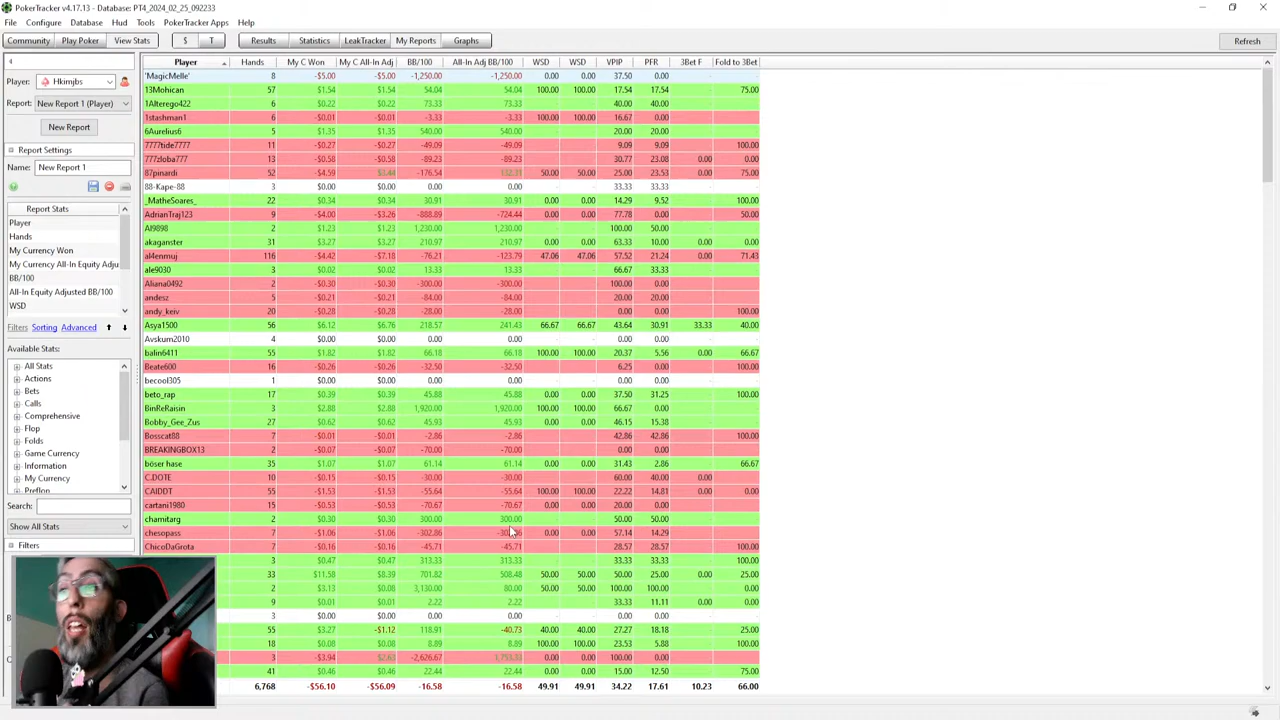 PokerTracker v4.17.13 - Database: PT4_2024_02_25_092233
File Configure Database Hud Tools PokerTracker Apps Help
Community Play Poker View Stats $ T Results Statistics LeakTracker My Reports Graphs Refresh
Player: Hkimjbs
Report: New Report 1 (Player)
New Report
Report Settings
Name: New Report 1
Report Stats
Player
Hands
My Currency Won
My Currency All-In Equity Adju
BB/100
All-In Equity Adjusted BB/100
WSD
Filters Sorting Advanced
Available Stats:
All Stats
Actions
Bets
Calls
Comprehensive
Flop
Folds
Game Currency
Information
My Currency
Preflop
Search:
Show All Stats
Filters
Player Hands My C Won My C All-In Adj BB/100 All-In Adj BB/100 WSD WSD VPIP PFR 3Bet F Fold to 3Bet
'MagicMelle' 8 -$5.00 -$5.00 -1,250.00 -1,250.00 0.00 0.00 37.50 0.00 -
13Mohican 57 $1.54 $1.54 54.04 54.04 100.00 100.00 17.54 17.54 - 75.00
1Alterego422 6 $0.22 $0.22 73.33 73.33 - 40.00 40.00 - -
1stashman1 6 -$0.01 -$0.01 -3.33 -3.33 100.00 100.00 16.67 0.00
6Aurelius6 5 $1.35 $1.35 540.00 540.00 - 20.00 20.00 - -
7777tide7777 11 -$0.27 -$0.27 -49.09 -49.09 9.09 9.09 100.00
777zloba777 13 -$0.58 -$0.58 -89.23 -89.23 30.77 23.08 0.00 0.00
87pinardi 52 -$4.59 $3.44 -176.54 132.31 50.00 50.00 25.00 23.53 0.00 75.00
88-Kape-88 3 $0.00 $0.00 0.00 0.00 - 33.33 33.33 -
_MatheSoares_ 22 $0.34 $0.34 30.91 30.91 - 14.29 9.52 - 100.00
AdrianTraj123 9 -$4.00 -$3.26 -888.89 -724.44 0.00 0.00 77.78 0.00 50.00
Al9898 2 $1.23 $1.23 1,230.00 1,230.00 - 100.00 50.00 - -
akaganster 31 $3.27 $3.27 210.97 210.97 0.00 0.00 63.33 10.00 0.00 0.00
al4enmuy 116 -$4.42 -$7.18 -76.21 -123.79 47.06 47.06 57.52 21.24 0.00 71.43
ale9030 3 $0.02 $0.02 13.33 13.33 - 66.67 33.33 -
Aliana0492 2 -$0.30 -$0.30 -300.00 -300.00 100.00 0.00
andesz 5 -$0.21 -$0.21 -84.00 -84.00 20.00 20.00
andy_keiv 20 -$0.28 -$0.28 -28.00 -28.00 0.00 0.00 100.00
Asya1500 56 $6.12 $6.76 218.57 241.43 66.67 66.67 43.64 30.91 33.33 40.00
Avskum2010 4 $0.00 $0.00 0.00 0.00 - 0.00 0.00 -
balin6411 55 $1.82 $1.82 66.18 66.18 100.00 100.00 20.37 5.56 0.00 66.67
Beate600 16 -$0.26 -$0.26 -32.50 -32.50 6.25 0.00 100.00
becool305 1 $0.00 $0.00 0.00 0.00 - 0.00 0.00 -
beto_rap 17 $0.39 $0.39 45.88 45.88 0.00 0.00 37.50 31.25 - 100.00
BinReRaisin 3 $2.88 $2.88 1,920.00 1,920.00 100.00 100.00 66.67 0.00 - -
Bobby_Gee_Zus 27 $0.62 $0.62 45.93 45.93 0.00 0.00 46.15 15.38 -
Bosscat88 7 -$0.01 -$0.01 -2.86 -2.86 42.86 42.86 100.00
BREAKINGBOX13 2 -$0.07 -$0.07 -70.00 -70.00 0.00 0.00
böser hase 35 $1.07 $1.07 61.14 61.14 0.00 0.00 31.43 2.86 - 66.67
C.DOTE 10 -$0.15 -$0.15 -30.00 -30.00 60.00 40.00 0.00
CAIDDT 55 -$1.53 -$1.53 -55.64 -55.64 100.00 100.00 22.22 14.81 0.00 0.00
cartani1980 15 -$0.53 -$0.53 -70.67 -70.67 0.00 0.00 20.00 0.00
chamitarg 2 $0.30 $0.30 300.00 300.00 - 50.00 50.00 - -
chesopass 7 -$1.06 -$1.06 -302.86 0.00 0.00 57.14 14.29
ChicoDaGrota 7 -$0.16 -$0.16 -45.71 -45.71 28.57 28.57 100.00
3 $0.47 $0.47 313.33 313.33 - 33.33 33.33 - 100.00
33 $11.58 $8.39 701.82 508.48 50.00 50.00 50.00 25.00 0.00 25.00
2 $3.13 $0.08 3,130.00 80.00 50.00 50.00 100.00 100.00 - -
9 $0.01 $0.01 2.22 2.22 - 33.33 11.11 0.00 0.00
3 $0.00 $0.00 0.00 0.00 - 0.00 0.00 -
55 $3.27 -$1.12 118.91 -40.73 40.00 40.00 27.27 18.18 - 25.00
18 $0.08 $0.08 8.89 8.89 100.00 100.00 23.53 5.88 - 100.00
3 -$3.94 $2.63 -2,626.67 1,753.33 0.00 0.00 100.00 0.00
41 $0.46 $0.46 22.44 22.44 0.00 0.00 15.00 12.50 - 75.00
6,768 -$56.10 -$56.09 -16.58 -16.58 49.91 49.91 34.22 17.61 10.23 66.00